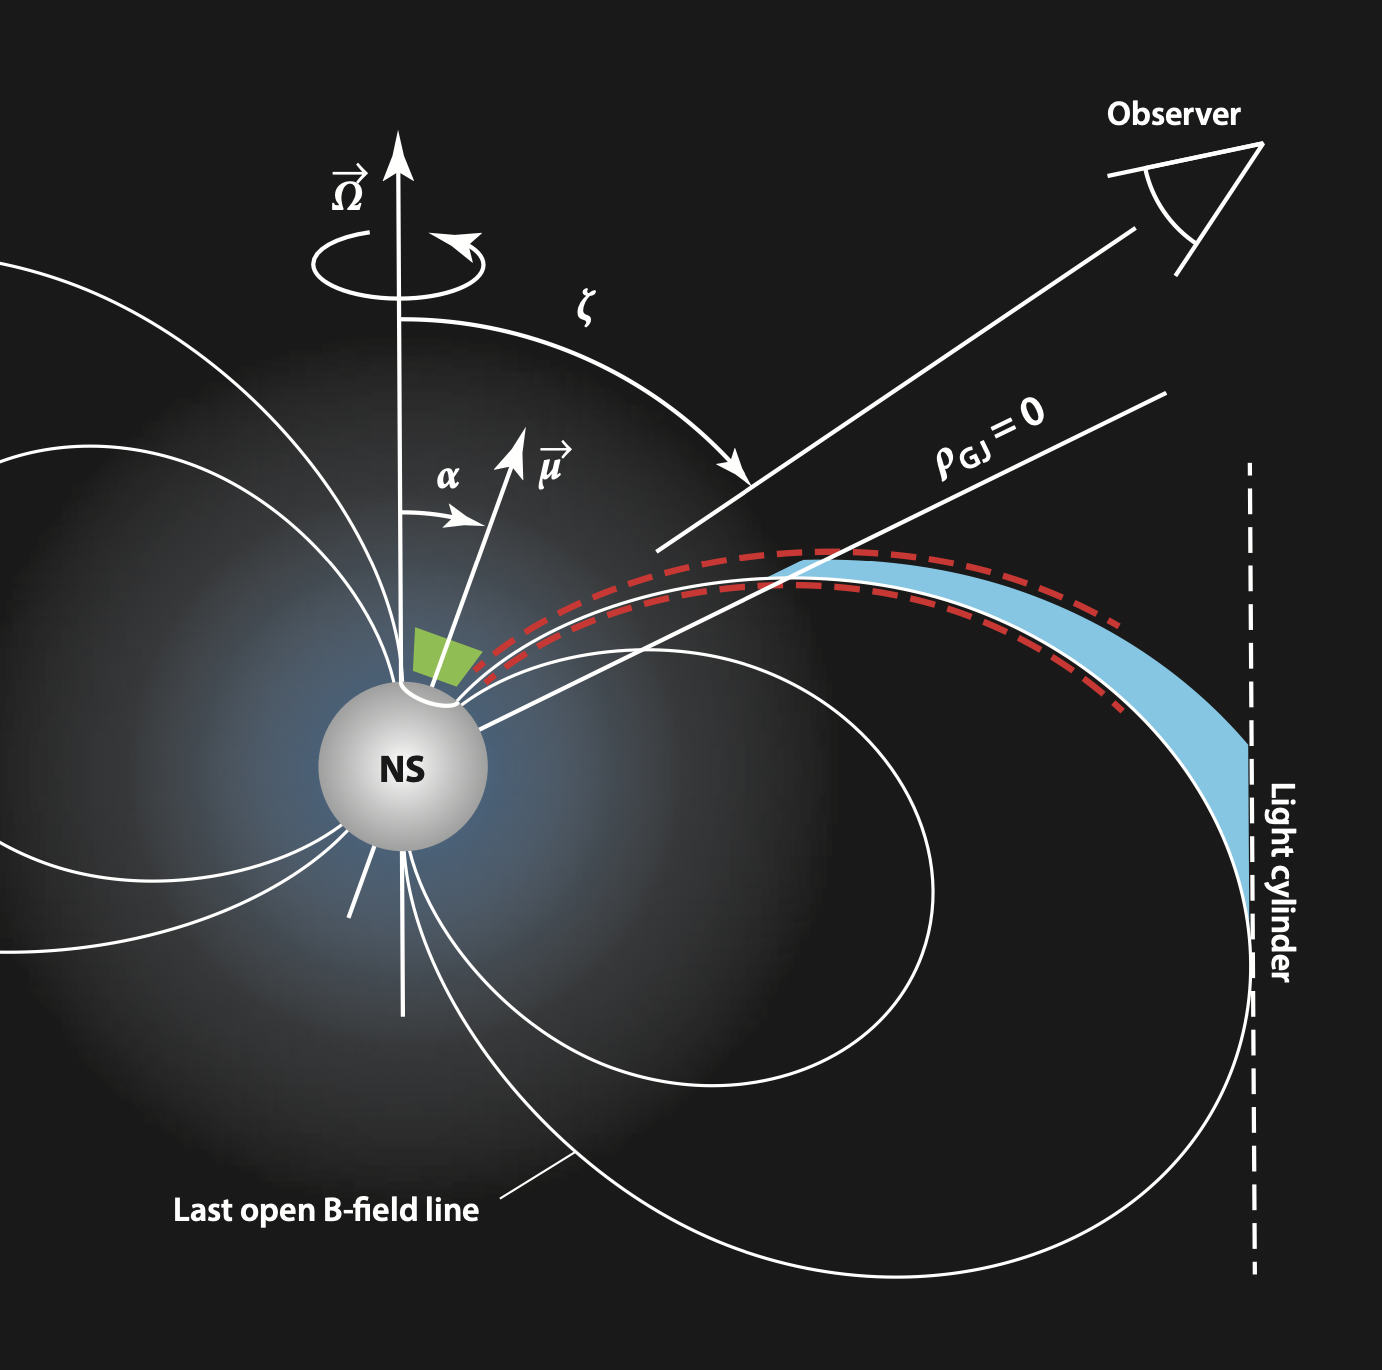 Observer
Ω⃗
ζ
ρGJ = 0
α
μ⃗
NS
Light cylinder
Last open B-field line